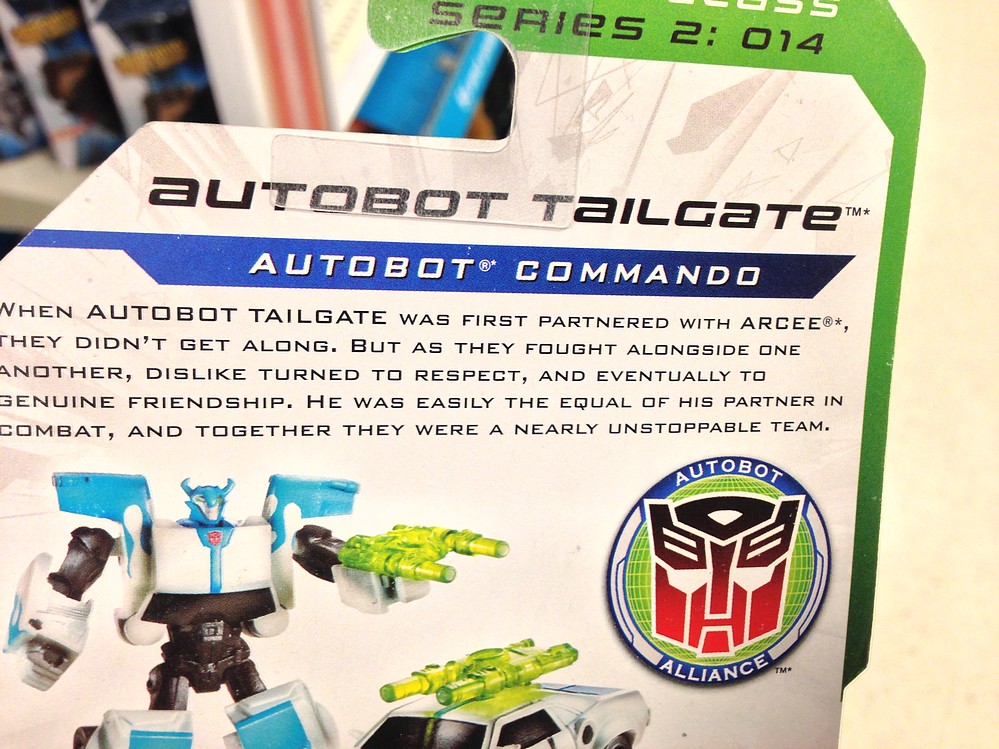 SERIES 2: 014
AUTOBOT TAILGATE™*
AUTOBOT®* COMMANDO
WHEN AUTOBOT TAILGATE WAS FIRST PARTNERED WITH ARCEE®*,
THEY DIDN'T GET ALONG. BUT AS THEY FOUGHT ALONGSIDE ONE
ANOTHER, DISLIKE TURNED TO RESPECT, AND EVENTUALLY TO
GENUINE FRIENDSHIP. HE WAS EASILY THE EQUAL OF HIS PARTNER IN
COMBAT, AND TOGETHER THEY WERE A NEARLY UNSTOPPABLE TEAM.
AUTOBOT
ALLIANCE™*